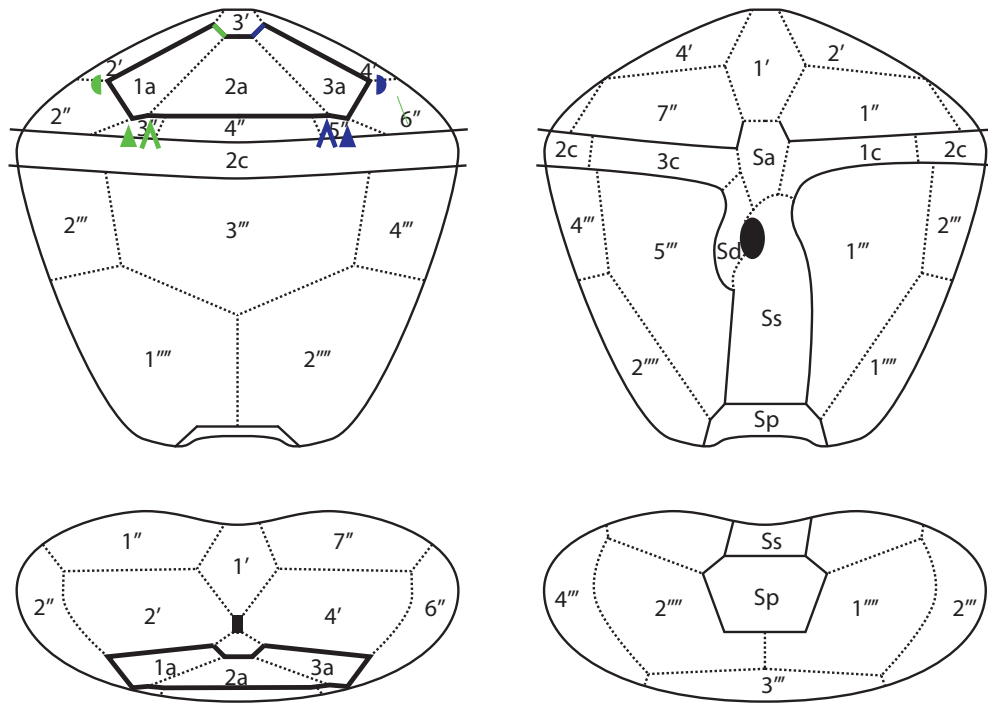 3′
2′ 1a 2a 3a 4′
2″ 3″ 4″ 5″ 6″
2c
2‴ 3‴ 4‴
1⁗ 2⁗
4′ 1′ 2′
7″ 1″
2c 3c Sa 1c 2c
4‴ 5‴ Sd 1‴ 2‴
Ss
2⁗ 1⁗
Sp
1″ 1′ 7″
2″ 2′ 4′ 6″
1a 2a 3a
Ss
4‴ 2⁗ Sp 1⁗ 2‴
3‴